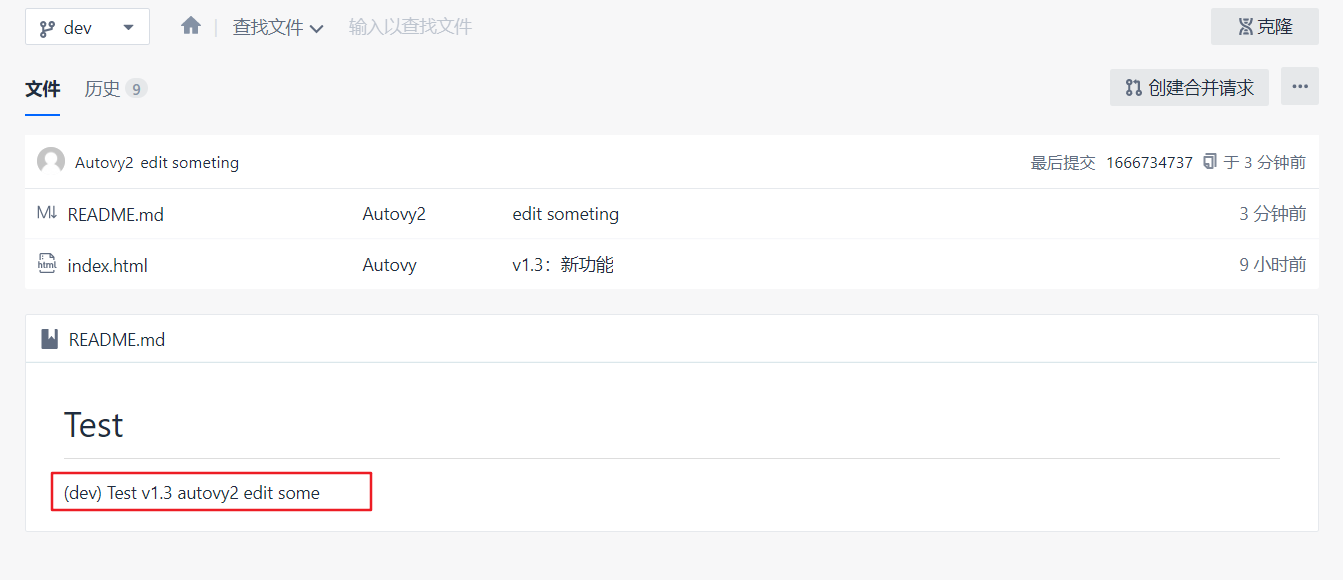 dev 查找文件 输入以查找文件 克隆
文件 历史 9 创建合并请求
Autovy2 edit someting 最后提交 1666734737 于 3 分钟前
README.md Autovy2 edit someting 3 分钟前
index.html Autovy v1.3：新功能 9 小时前
README.md
Test
(dev) Test v1.3 autovy2 edit some